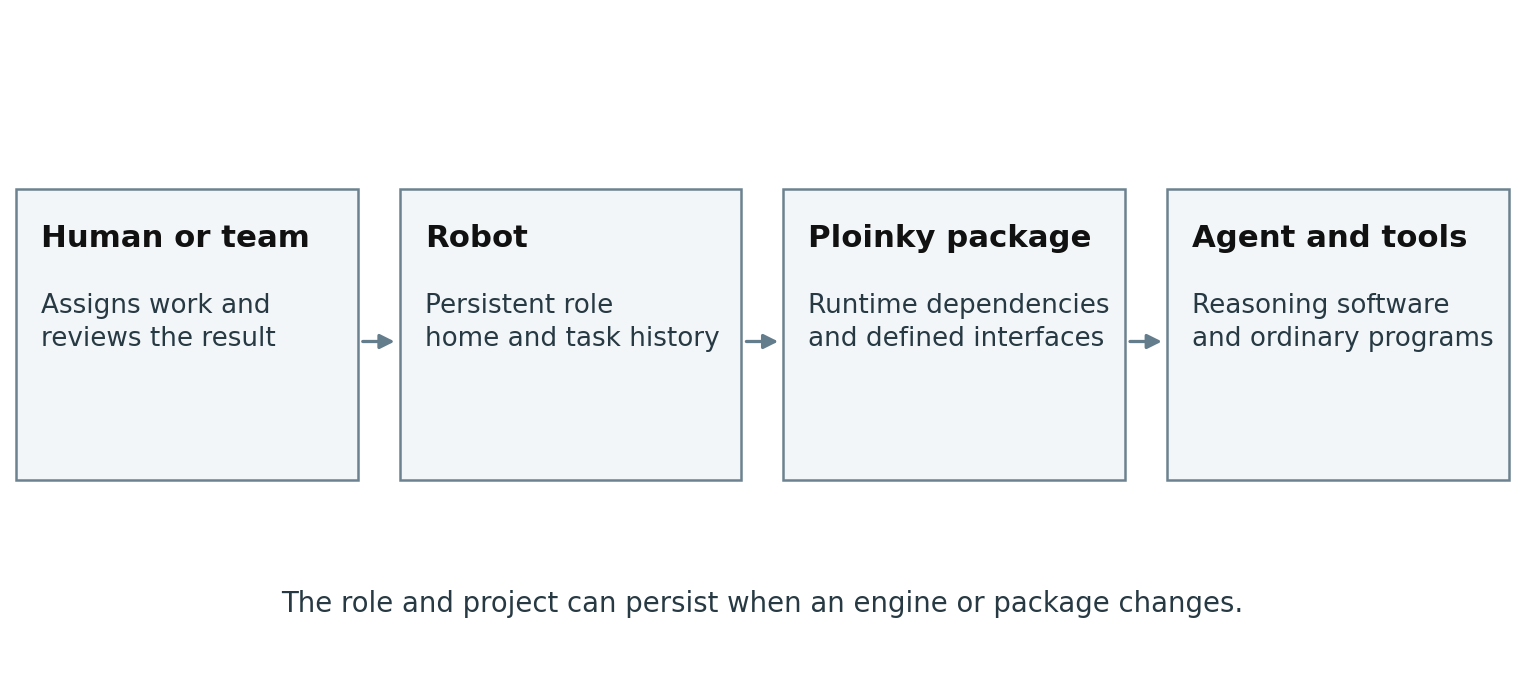 Human or team
Assigns work and
reviews the result
Robot
Persistent role
home and task history
Ploinky package
Runtime dependencies
and defined interfaces
Agent and tools
Reasoning software
and ordinary programs
The role and project can persist when an engine or package changes.